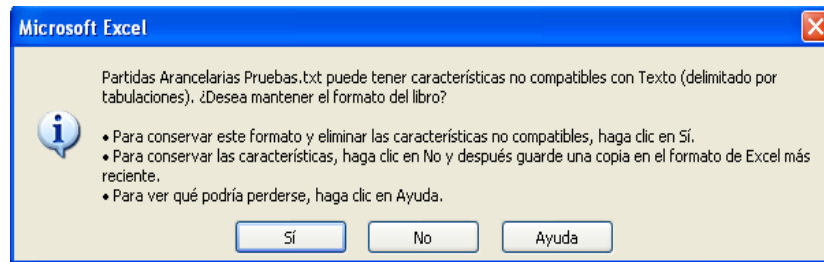 Microsoft Excel
Partidas Arancelarias Pruebas.txt puede tener características no compatibles con Texto (delimitado por
tabulaciones). ¿Desea mantener el formato del libro?
• Para conservar este formato y eliminar las características no compatibles, haga clic en Sí.
• Para conservar las características, haga clic en No y después guarde una copia en el formato de Excel más
reciente.
• Para ver qué podría perderse, haga clic en Ayuda.
Sí No Ayuda